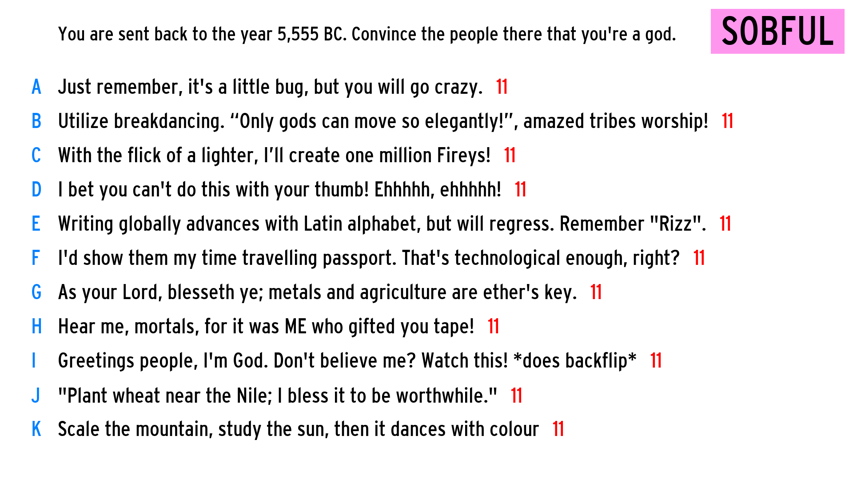 You are sent back to the year 5,555 BC. Convince the people there that you're a god.
SOBFUL
A Just remember, it's a little bug, but you will go crazy. 11
B Utilize breakdancing. “Only gods can move so elegantly!”, amazed tribes worship! 11
C With the flick of a lighter, I’ll create one million Fireys! 11
D I bet you can't do this with your thumb! Ehhhhh, ehhhhh! 11
E Writing globally advances with Latin alphabet, but will regress. Remember "Rizz". 11
F I'd show them my time travelling passport. That's technological enough, right? 11
G As your Lord, blesseth ye; metals and agriculture are ether's key. 11
H Hear me, mortals, for it was ME who gifted you tape! 11
I Greetings people, I'm God. Don't believe me? Watch this! *does backflip* 11
J "Plant wheat near the Nile; I bless it to be worthwhile." 11
K Scale the mountain, study the sun, then it dances with colour 11